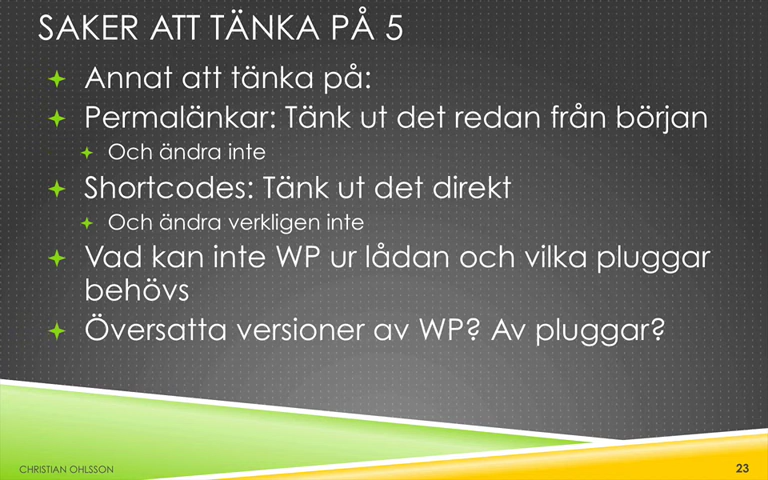 SAKER ATT TÄNKA PÅ 5
Annat att tänka på:
Permalänkar: Tänk ut det redan från början
Och ändra inte
Shortcodes: Tänk ut det direkt
Och ändra verkligen inte
Vad kan inte WP ur lådan och vilka pluggar
behövs
Översatta versioner av WP? Av pluggar?
CHRISTIAN OHLSSON
23